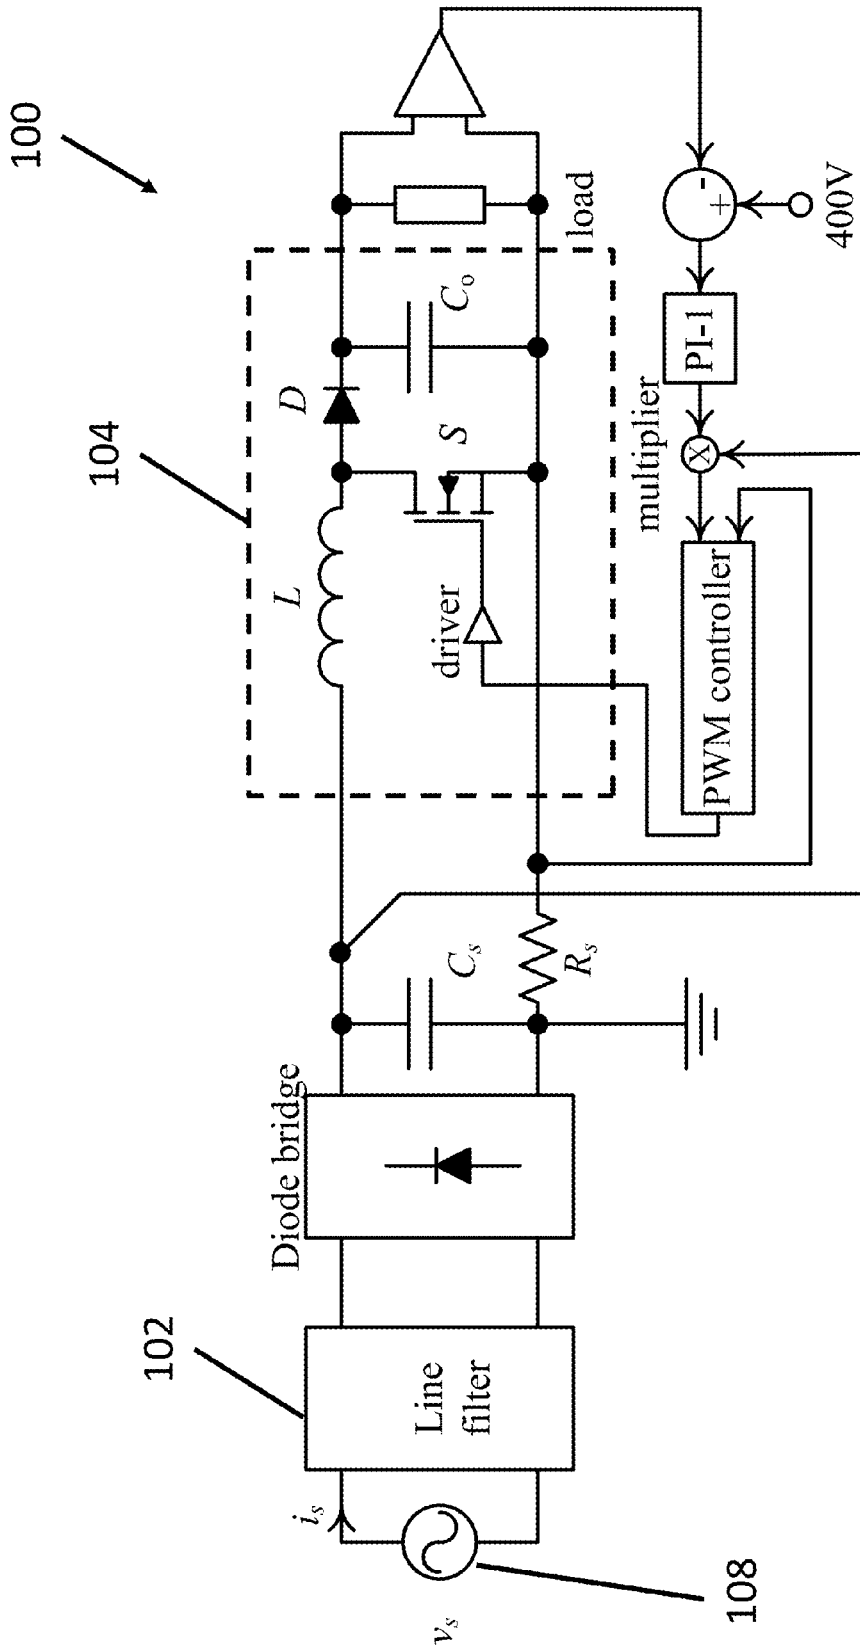 100
104
102
108
v_s
i_s
Line
filter
Diode bridge
C_s
R_s
L
D
S
C_o
driver
load
multiplier
PWM controller
X
PI-1
+
-
400V